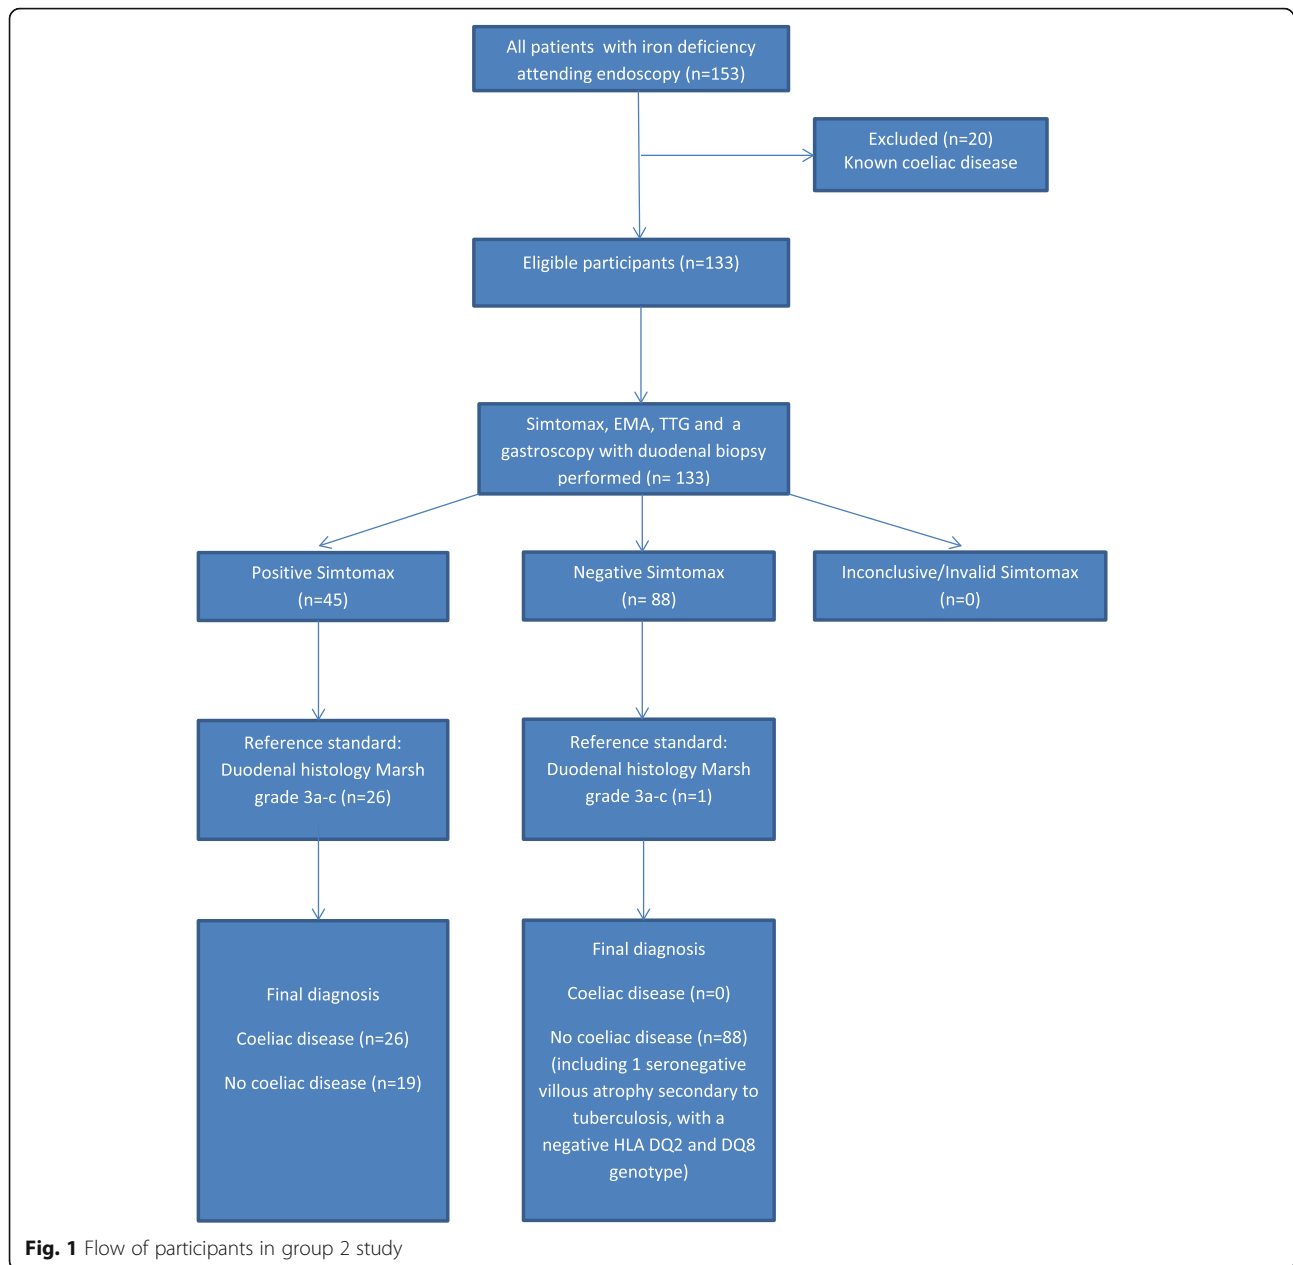 All patients with iron deficiency
attending endoscopy (n=153)
Excluded (n=20)
Known coeliac disease
Eligible participants (n=133)
Simtomax, EMA, TTG and a
gastroscopy with duodenal biopsy
performed (n= 133)
Positive Simtomax
(n=45)
Negative Simtomax
(n= 88)
Inconclusive/Invalid Simtomax
(n=0)
Reference standard:
Duodenal histology Marsh
grade 3a-c (n=26)
Reference standard:
Duodenal histology Marsh
grade 3a-c (n=1)
Final diagnosis
Coeliac disease (n=26)
No coeliac disease (n=19)
Final diagnosis
Coeliac disease (n=0)
No coeliac disease (n=88)
(including 1 seronegative
villous atrophy secondary to
tuberculosis, with a
negative HLA DQ2 and DQ8
genotype)
Fig. 1 Flow of participants in group 2 study